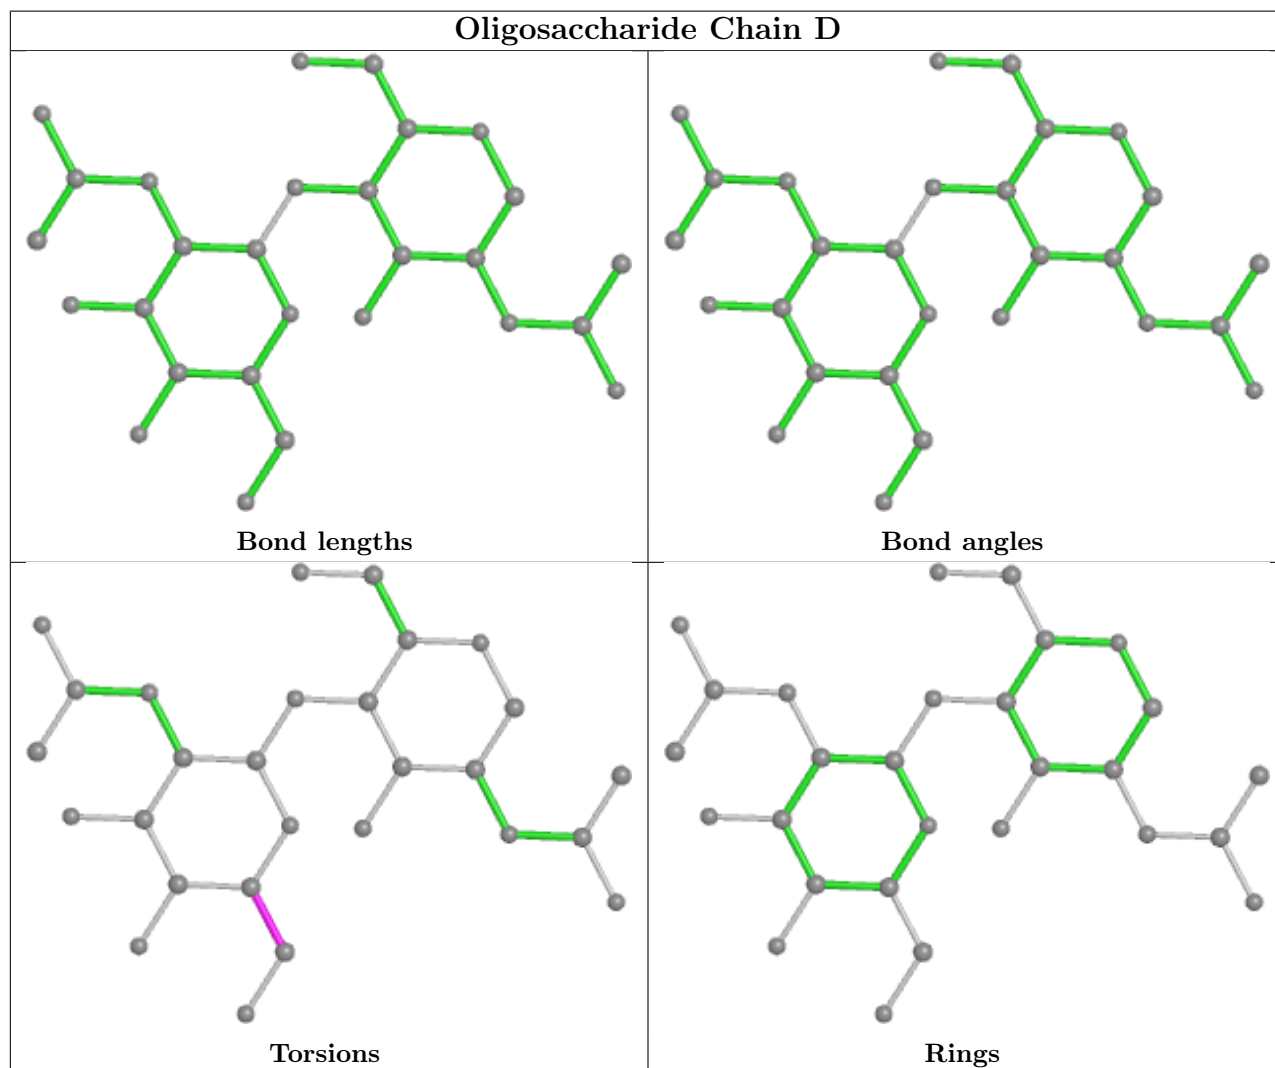 Oligosaccharide Chain D
Bond lengths
Bond angles
Torsions
Rings